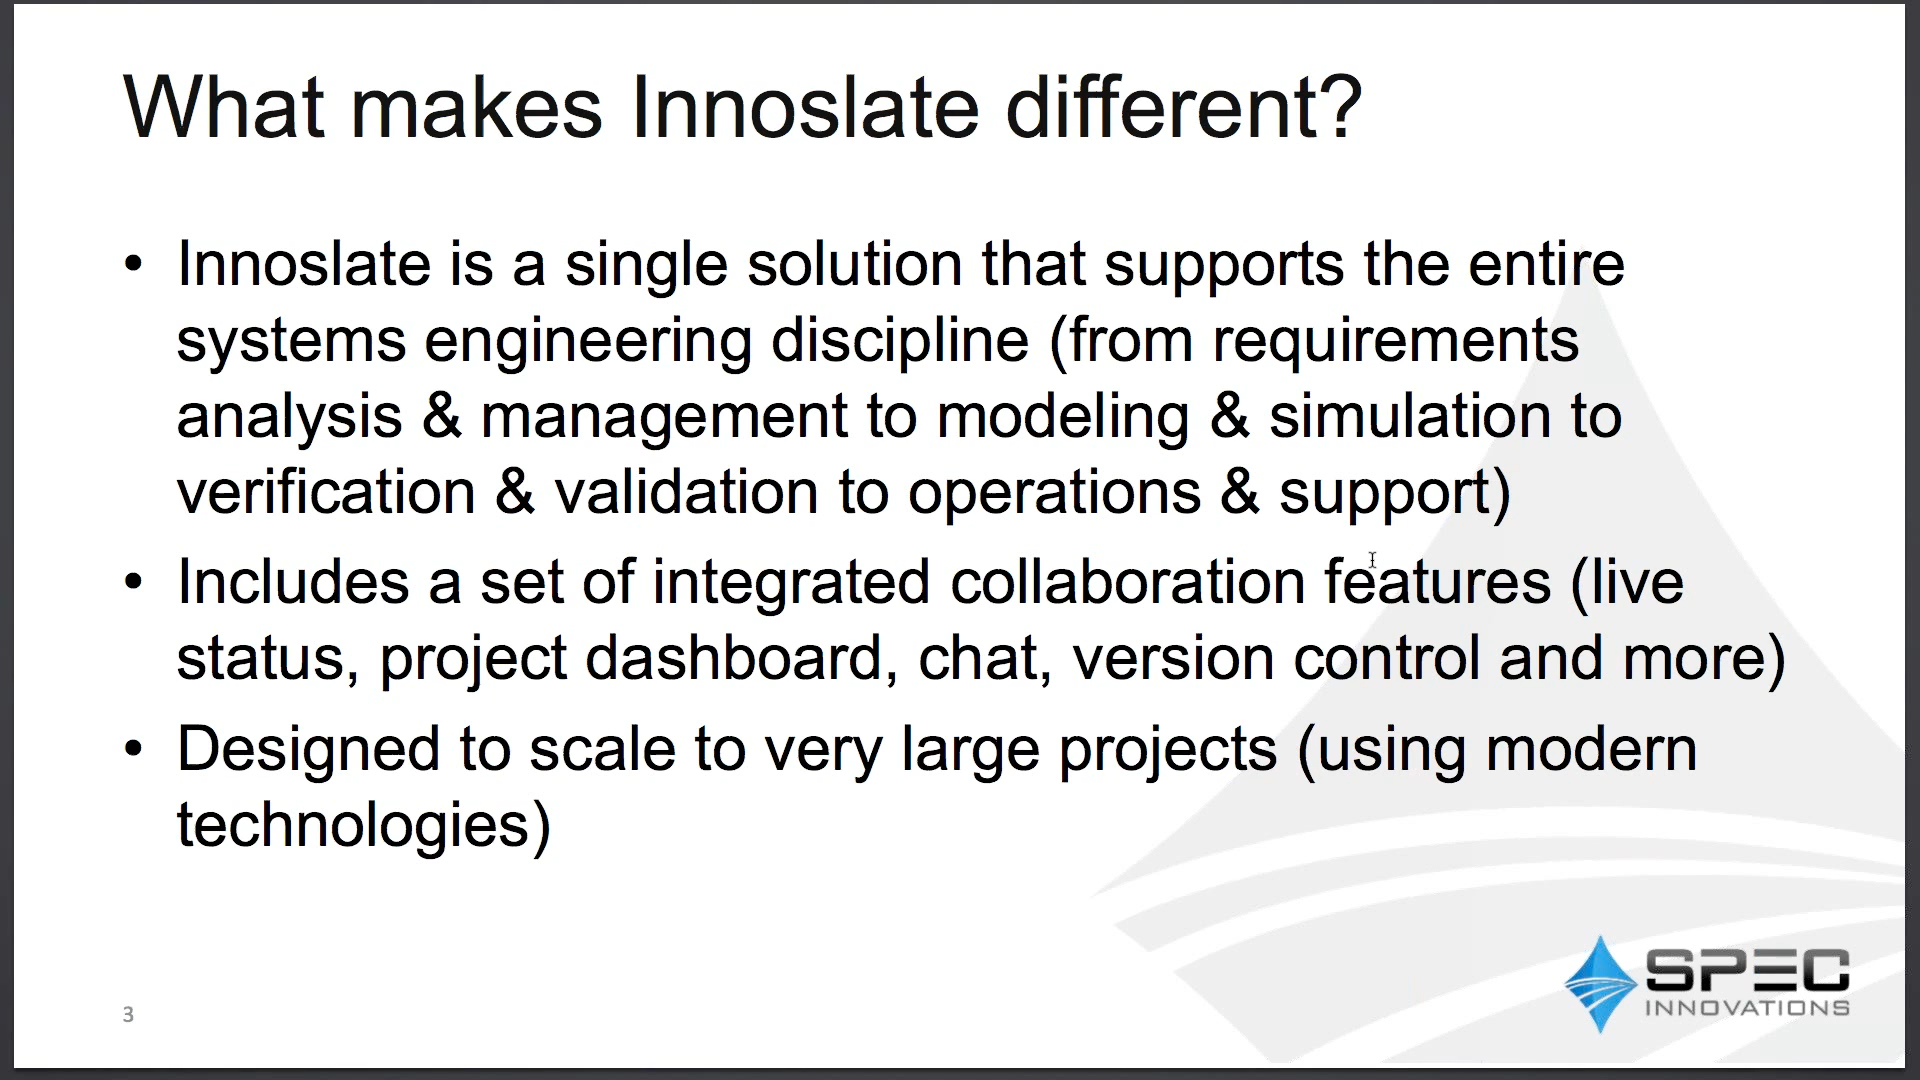 What makes Innoslate different?
• Innoslate is a single solution that supports the entire
systems engineering discipline (from requirements
analysis & management to modeling & simulation to
verification & validation to operations & support)
• Includes a set of integrated collaboration features (live
status, project dashboard, chat, version control and more)
• Designed to scale to very large projects (using modern
technologies)
3
SPEC
INNOVATIONS